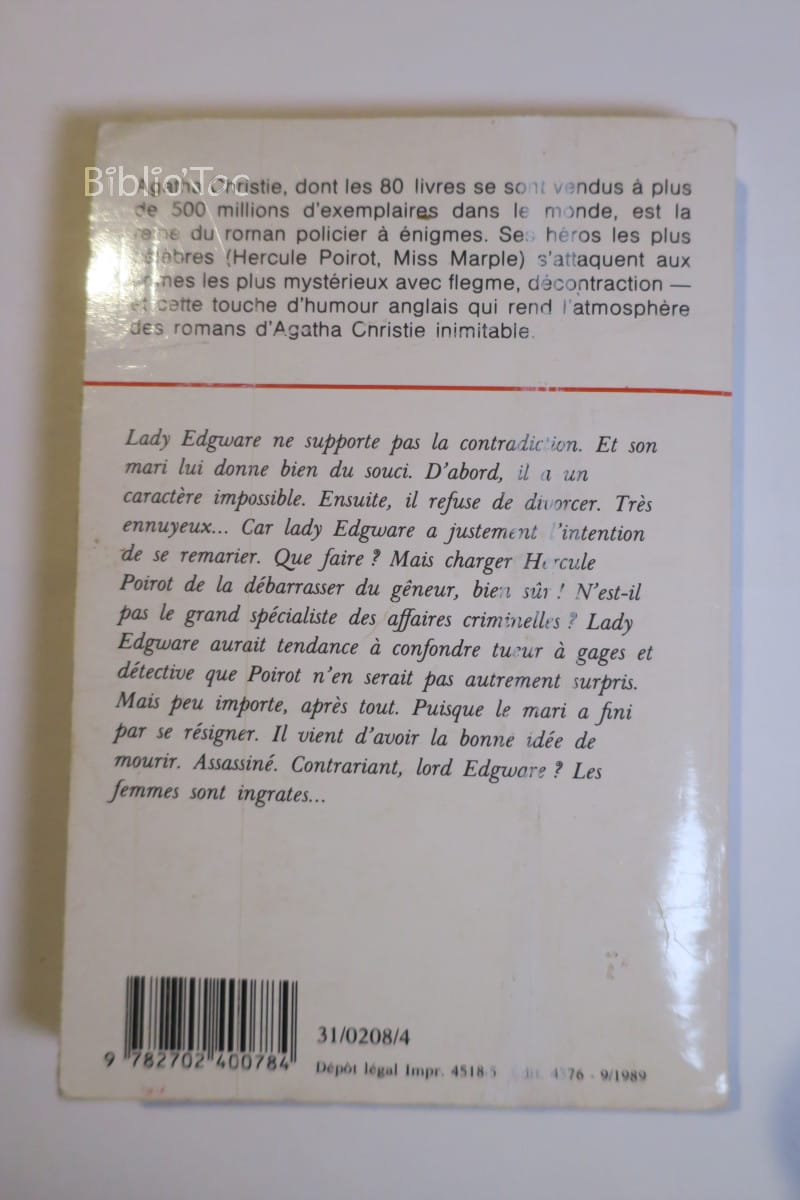 Biblio'Toc
Agatha Christie, dont les 80 livres se sont vendus à plus
de 500 millions d'exemplaires dans le monde, est la
reine du roman policier à énigmes. Ses héros les plus
célèbres (Hercule Poirot, Miss Marple) s'attaquent aux
crimes les plus mystérieux avec flegme, décontraction —
et cette touche d'humour anglais qui rend l'atmosphère
des romans d'Agatha Christie inimitable.
Lady Edgware ne supporte pas la contradiction. Et son
mari lui donne bien du souci. D'abord, il a un
caractère impossible. Ensuite, il refuse de divorcer. Très
ennuyeux... Car lady Edgware a justement l'intention
de se remarier. Que faire ? Mais charger Hercule
Poirot de la débarrasser du gêneur, bien sûr ! N'est-il
pas le grand spécialiste des affaires criminelles ? Lady
Edgware aurait tendance à confondre tueur à gages et
détective que Poirot n'en serait pas autrement surpris.
Mais peu importe, après tout. Puisque le mari a fini
par se résigner. Il vient d'avoir la bonne idée de
mourir. Assassiné. Contrariant, lord Edgware ? Les
femmes sont ingrates...
31/0208/4
9 782702 400784
Dépôt légal Impr. - 9/1989